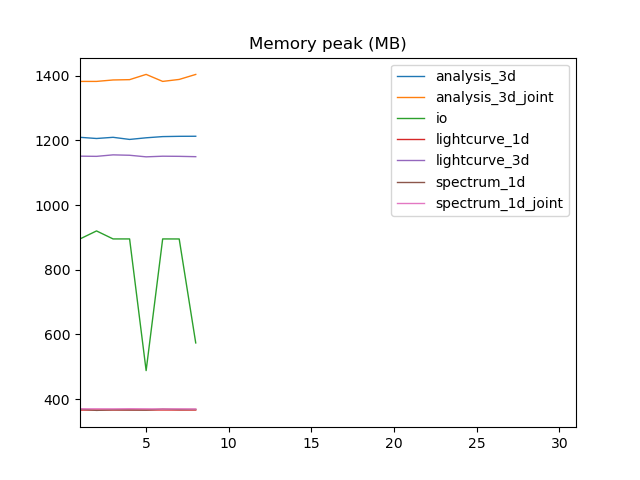 Memory peak (MB)
1400
1200
1000
800
600
400
5
10
15
20
25
30
analysis_3d
analysis_3d_joint
io
lightcurve_1d
lightcurve_3d
spectrum_1d
spectrum_1d_joint